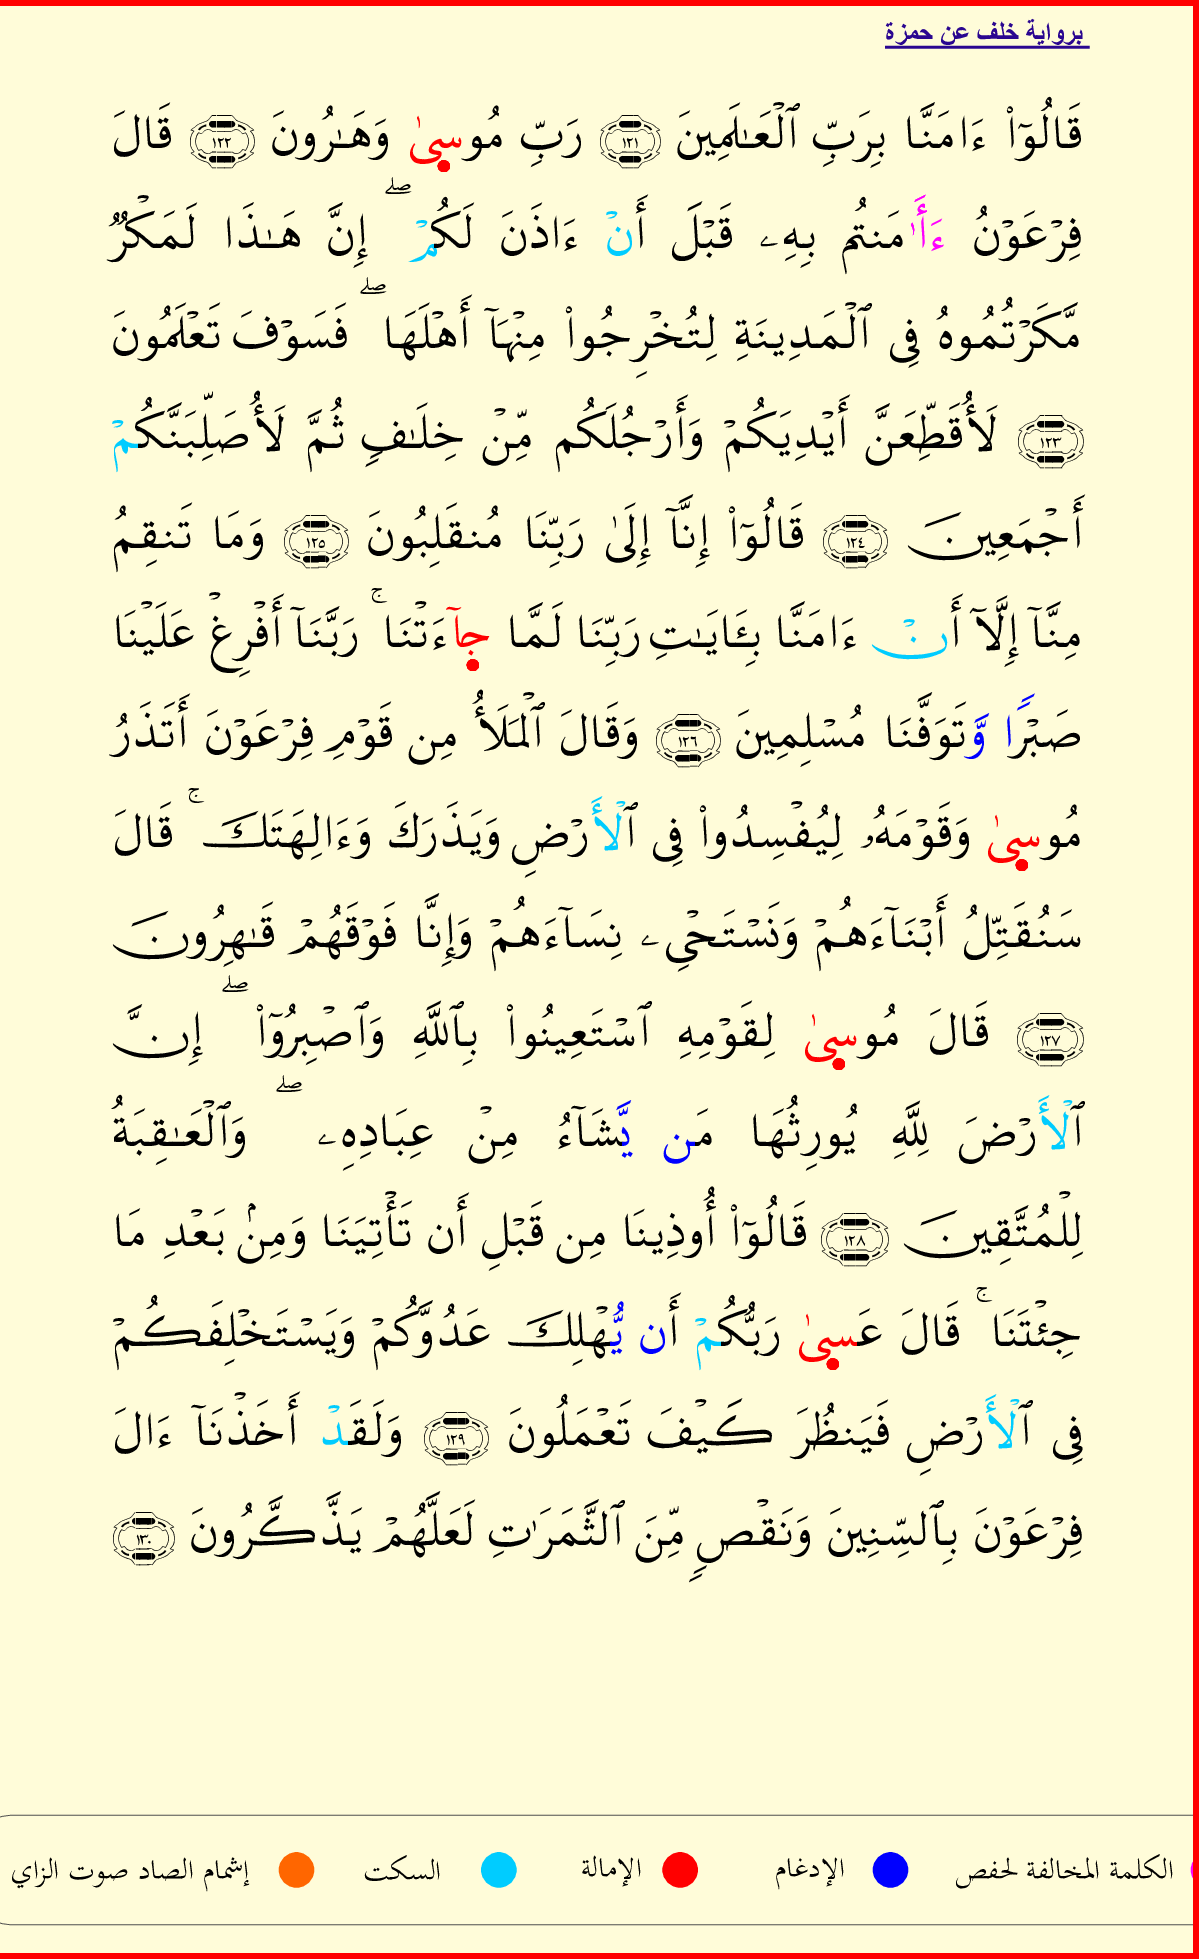 برواية خلف عن حمزة
قَالُوٓا۟ ءَامَنَّا بِرَبِّ ٱلْعَـٰلَمِينَ ١٢١ رَبِّ مُوسِىٰ وَهَـٰرُونَ ١٢٢ قَالَ
فِرْعَوْنُ ءَأَٰمَنتُم بِهِۦ قَبْلَ أَنْ ءَاذَنَ لَكُمْ ۖ إِنَّ هَـٰذَا لَمَكْرٌ
مَّكَرْتُمُوهُ فِى ٱلْمَدِينَةِ لِتُخْرِجُوا۟ مِنْهَآ أَهْلَهَا ۖ فَسَوْفَ تَعْلَمُونَ
١٢٣ لَأُقَطِّعَنَّ أَيْدِيَكُمْ وَأَرْجُلَكُم مِّنْ خِلَـٰفٍ ثُمَّ لَأُصَلِّبَنَّكُمْ
أَجْمَعِينَ ١٢٤ قَالُوٓا۟ إِنَّآ إِلَىٰ رَبِّنَا مُنقَلِبُونَ ١٢٥ وَمَا تَنقِمُ
مِنَّآ إِلَّآ أَنْ ءَامَنَّا بِـَٔايَـٰتِ رَبِّنَا لَمَّا جِآءَتْنَا ۚ رَبَّنَآ أَفْرِغْ عَلَيْنَا
صَبْرًا وَّتَوَفَّنَا مُسْلِمِينَ ١٢٦ وَقَالَ ٱلْمَلَأُ مِن قَوْمِ فِرْعَوْنَ أَتَذَرُ
مُوسِىٰ وَقَوْمَهُۥ لِيُفْسِدُوا۟ فِى ٱلْأَرْضِ وَيَذَرَكَ وَءَالِهَتَكَ ۚ قَالَ
سَنُقَتِّلُ أَبْنَآءَهُمْ وَنَسْتَحْىِۦ نِسَآءَهُمْ وَإِنَّا فَوْقَهُمْ قَـٰهِرُونَ
١٢٧ قَالَ مُوسِىٰ لِقَوْمِهِ ٱسْتَعِينُوا۟ بِٱللَّهِ وَٱصْبِرُوٓا۟ ۖ إِنَّ
ٱلْأَرْضَ لِلَّهِ يُورِثُهَا مَن يَّشَآءُ مِنْ عِبَادِهِۦ ۖ وَٱلْعَـٰقِبَةُ
لِلْمُتَّقِينَ ١٢٨ قَالُوٓا۟ أُوذِينَا مِن قَبْلِ أَن تَأْتِيَنَا وَمِنۢ بَعْدِ مَا
جِئْتَنَا ۚ قَالَ عَسِىٰ رَبُّكُمْ أَن يُّهْلِكَ عَدُوَّكُمْ وَيَسْتَخْلِفَكُمْ
فِى ٱلْأَرْضِ فَيَنظُرَ كَيْفَ تَعْمَلُونَ ١٢٩ وَلَقَدْ أَخَذْنَآ ءَالَ
فِرْعَوْنَ بِٱلسِّنِينَ وَنَقْصٍ مِّنَ ٱلثَّمَرَٰتِ لَعَلَّهُمْ يَذَّكَّرُونَ ١٣٠
الكلمة المخالفة لحفص الإدغام الإمالة السكت إشمام الصاد صوت الزاي